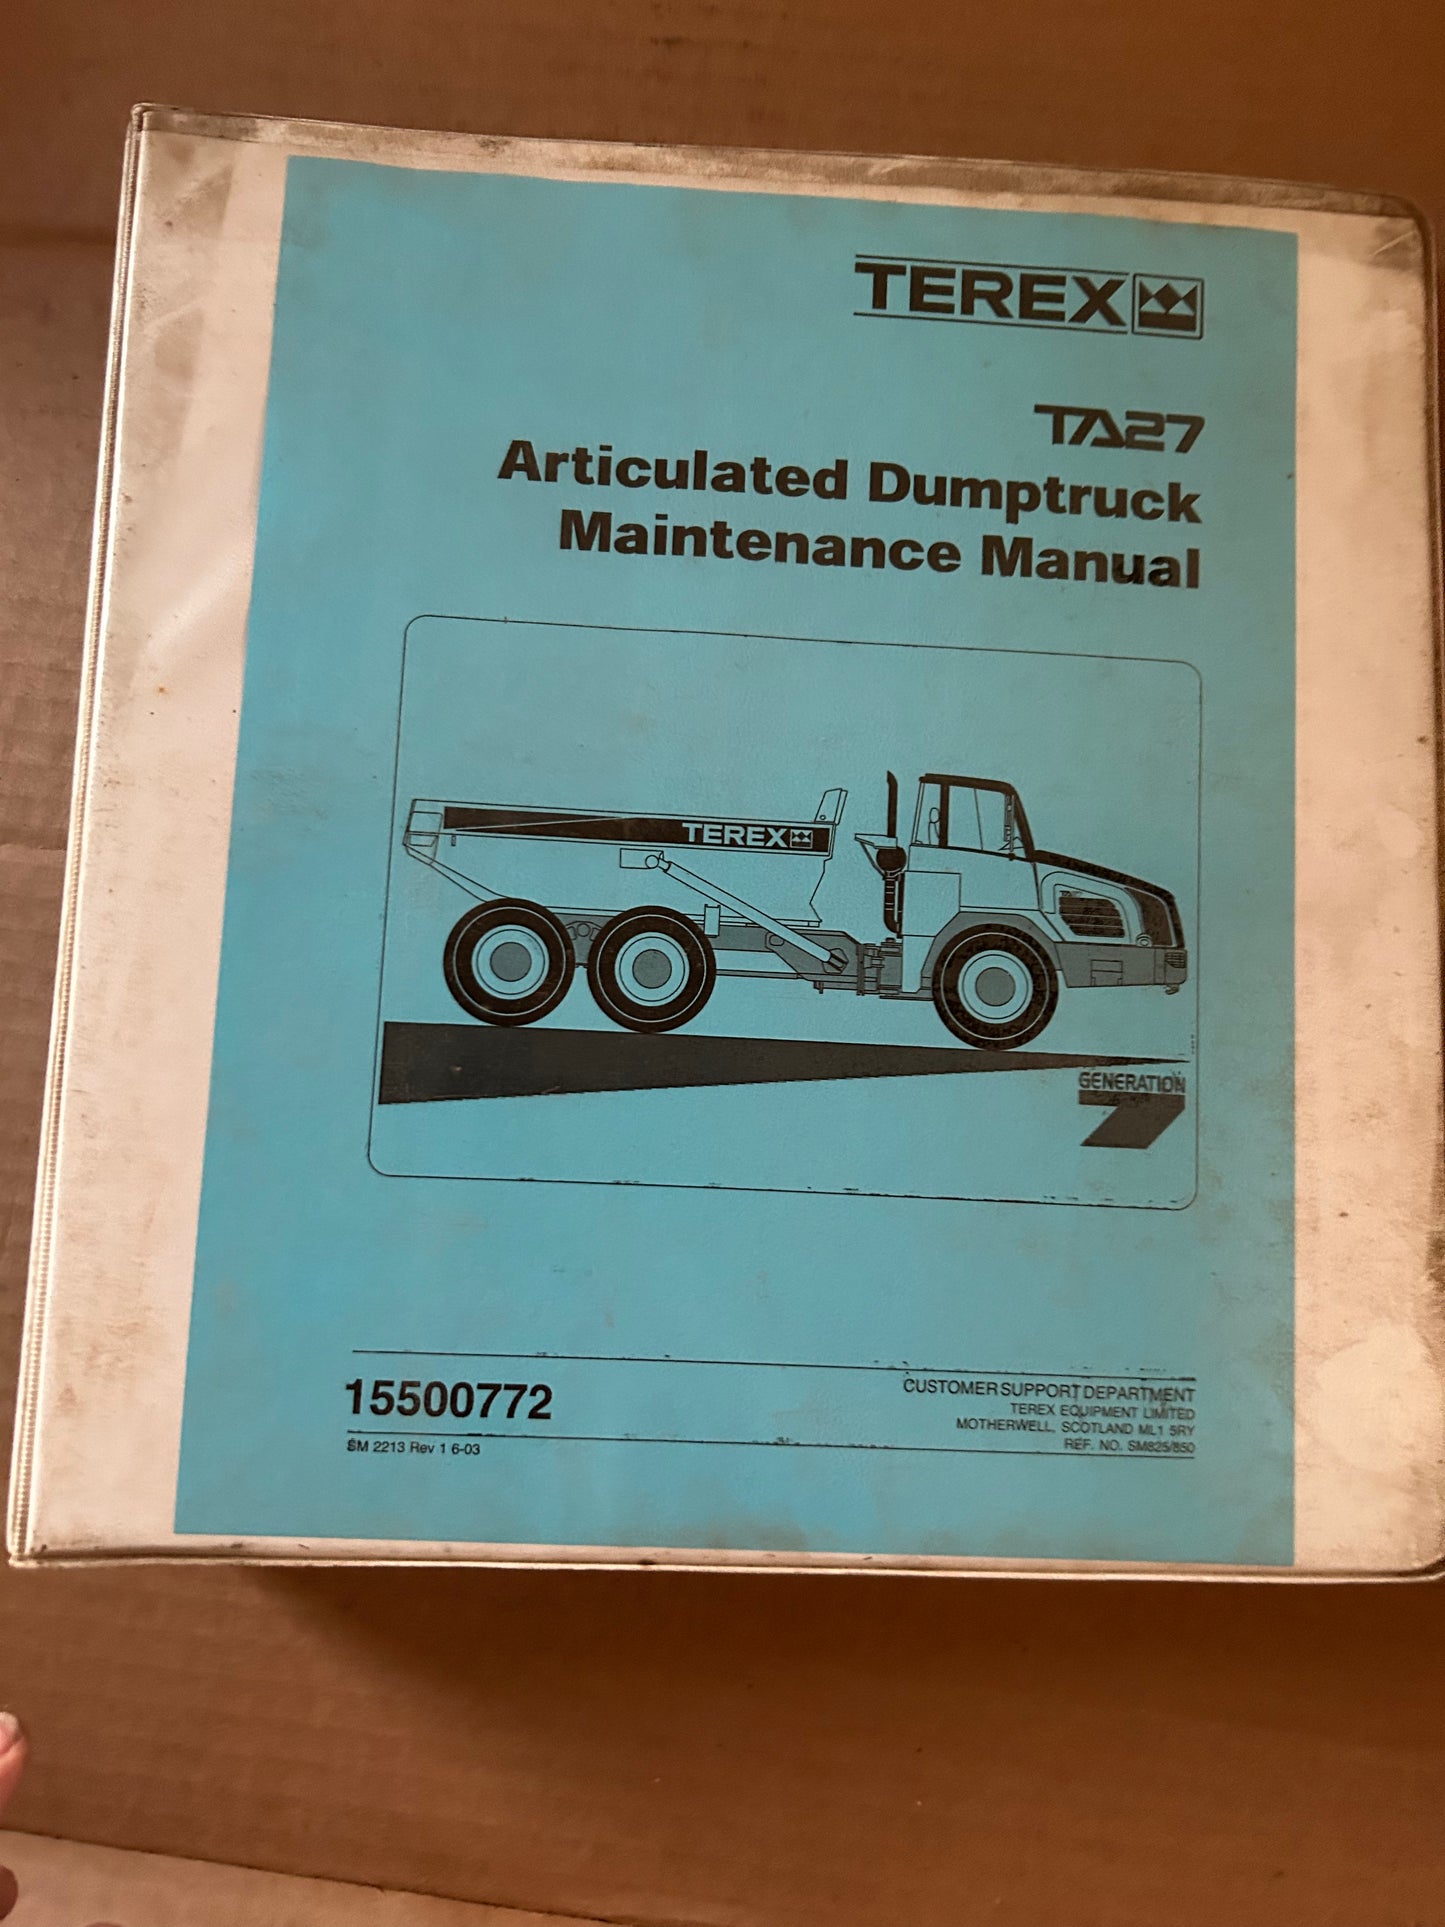 TEREX
TA27
Articulated Dumptruck
Maintenance Manual
TEREX
GENERATION
7
15500772
SM 2213 Rev 1 6-03
CUSTOMER SUPPORT DEPARTMENT
TEREX EQUIPMENT LIMITED
MOTHERWELL, SCOTLAND ML1 5RY
REF. NO. SM825/850